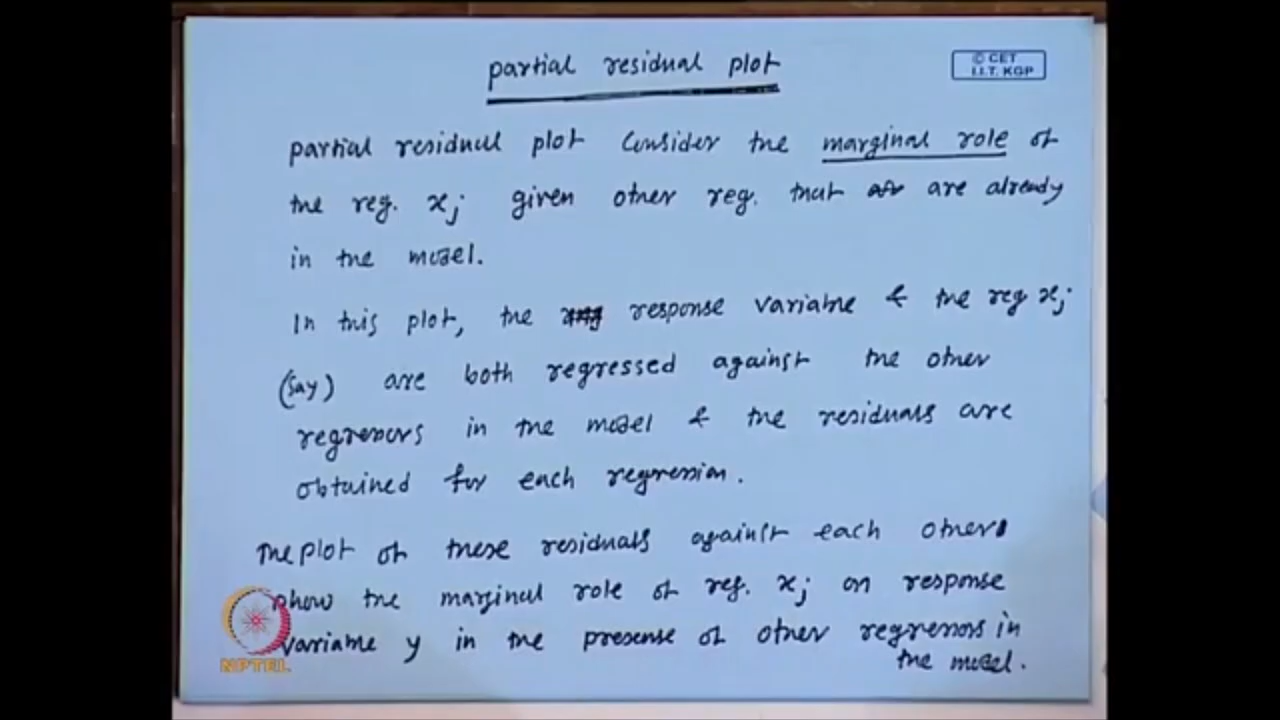 partial residual plot
© CET
I.I.T. KGP
partial residual plot Consider the marginal role of
the reg. xj given other reg. that are already
in the model.
In this plot, the response variable & the reg xj
(say) are both regressed against the other
regressors in the model & the residuals are
obtained for each regression.
The plot of these residuals against each other
show the marginal role of reg. xj on response
variable y in the presense of other regressors in
the model.
NPTEL